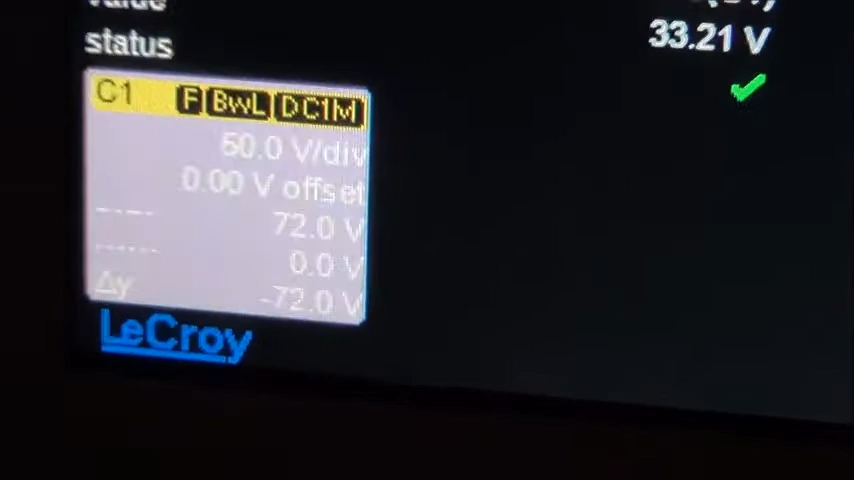 value
status
33.21 V
C1 F BwL DC1M
50.0 V/div
0.00 V offset
72.0 V
0.0 V
Δy -72.0 V
LeCroy